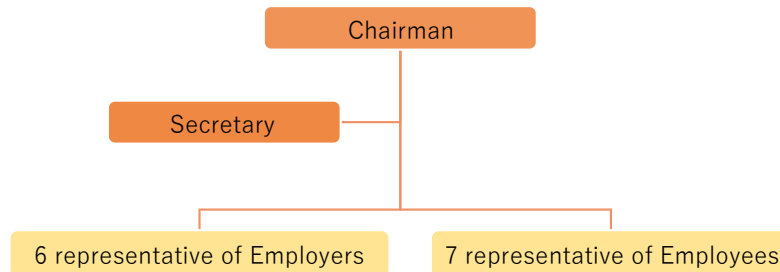 Chairman
Secretary
6 representative of Employers
7 representative of Employees